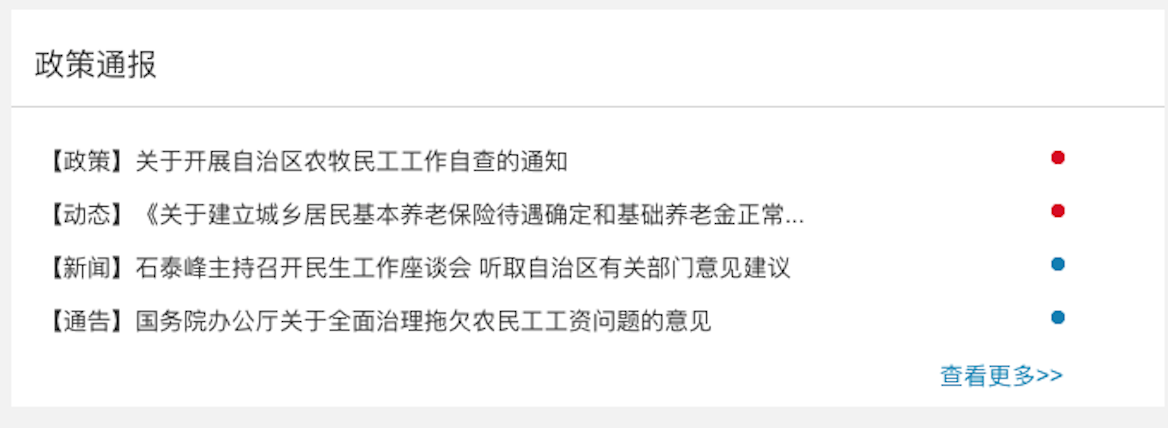 政策通报
【政策】关于开展自治区农牧民工工作自查的通知
【动态】《关于建立城乡居民基本养老保险待遇确定和基础养老金正常...
【新闻】石泰峰主持召开民生工作座谈会 听取自治区有关部门意见建议
【通告】国务院办公厅关于全面治理拖欠农民工工资问题的意见
查看更多>>